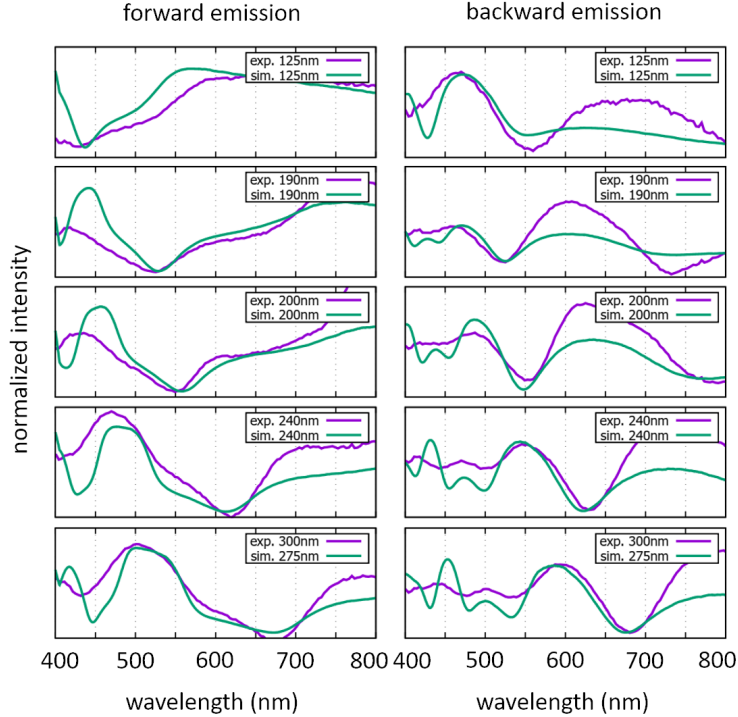 forward emission
backward emission
exp. 125nm
sim. 125nm
exp. 125nm
sim. 125nm
exp. 190nm
sim. 190nm
exp. 190nm
sim. 190nm
normalized intensity
exp. 200nm
sim. 200nm
exp. 200nm
sim. 200nm
exp. 240nm
sim. 240nm
exp. 240nm
sim. 240nm
exp. 300nm
sim. 275nm
exp. 300nm
sim. 275nm
400 500 600 700 800
400 500 600 700 800
wavelength (nm)
wavelength (nm)